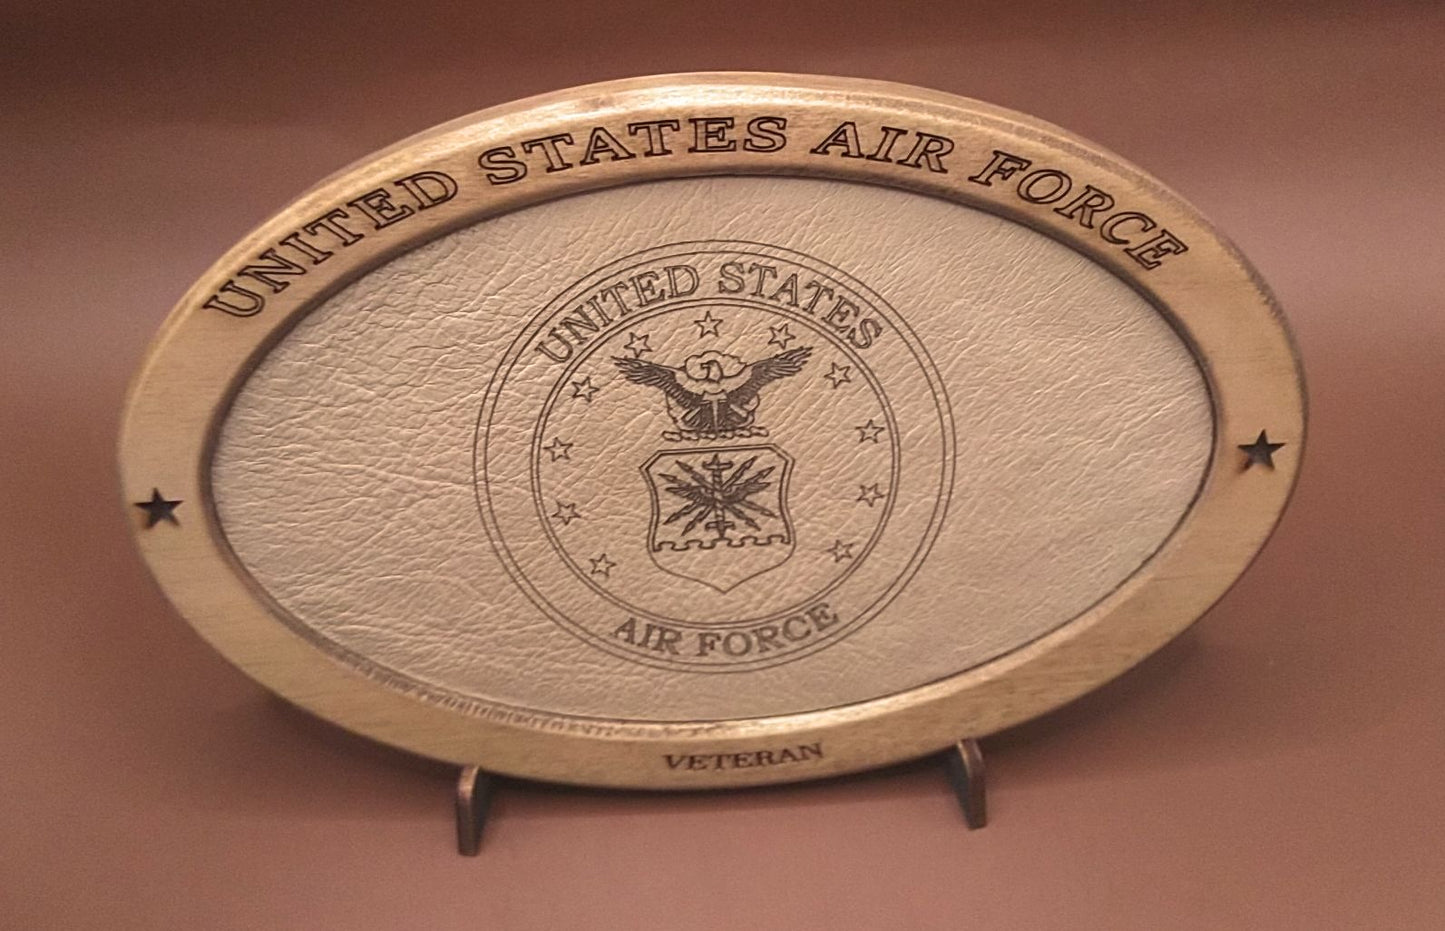 UNITED STATES AIR FORCE
UNITED STATES
AIR FORCE
VETERAN